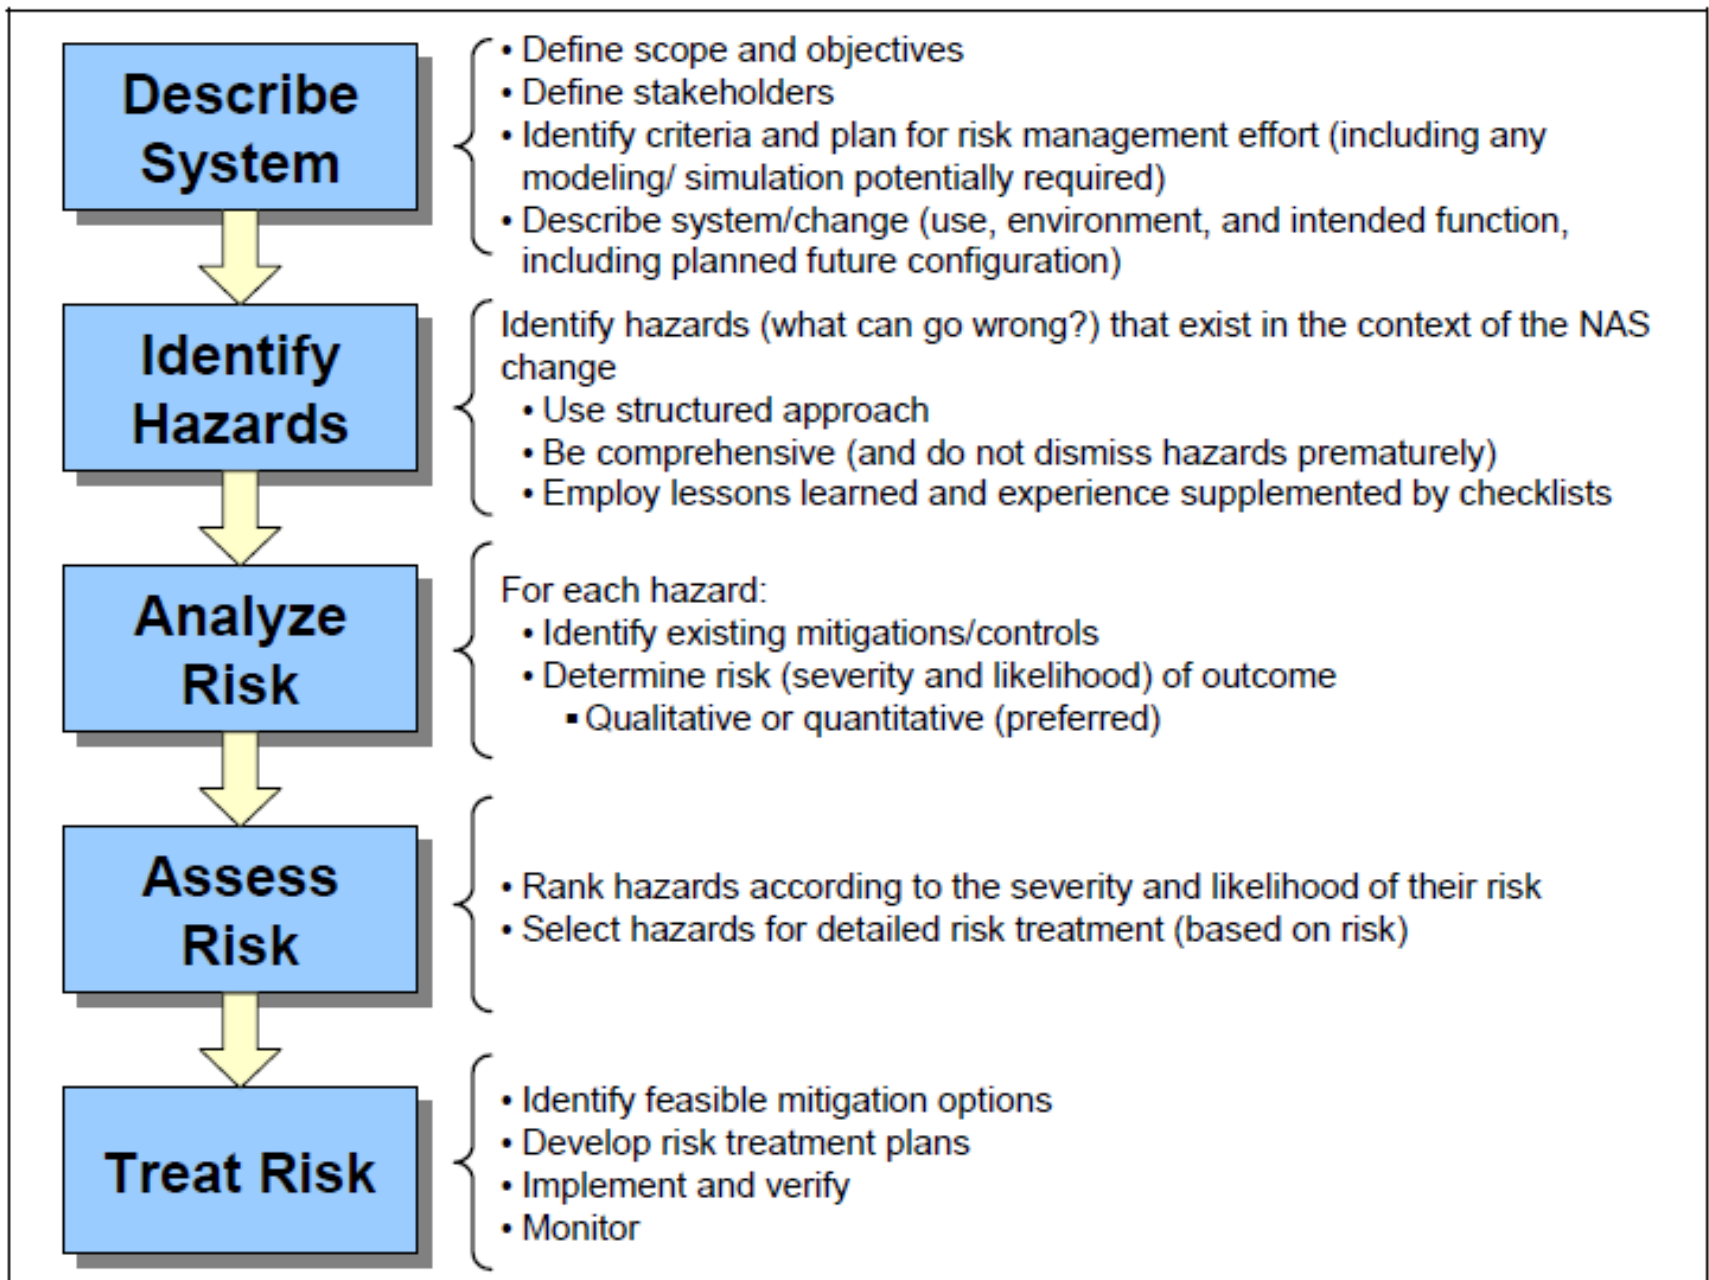 Describe
System
• Define scope and objectives
• Define stakeholders
• Identify criteria and plan for risk management effort (including any
modeling/ simulation potentially required)
• Describe system/change (use, environment, and intended function,
including planned future configuration)
Identify
Hazards
Identify hazards (what can go wrong?) that exist in the context of the NAS
change
• Use structured approach
• Be comprehensive (and do not dismiss hazards prematurely)
• Employ lessons learned and experience supplemented by checklists
Analyze
Risk
For each hazard:
• Identify existing mitigations/controls
• Determine risk (severity and likelihood) of outcome
▪ Qualitative or quantitative (preferred)
Assess
Risk
• Rank hazards according to the severity and likelihood of their risk
• Select hazards for detailed risk treatment (based on risk)
Treat Risk
• Identify feasible mitigation options
• Develop risk treatment plans
• Implement and verify
• Monitor